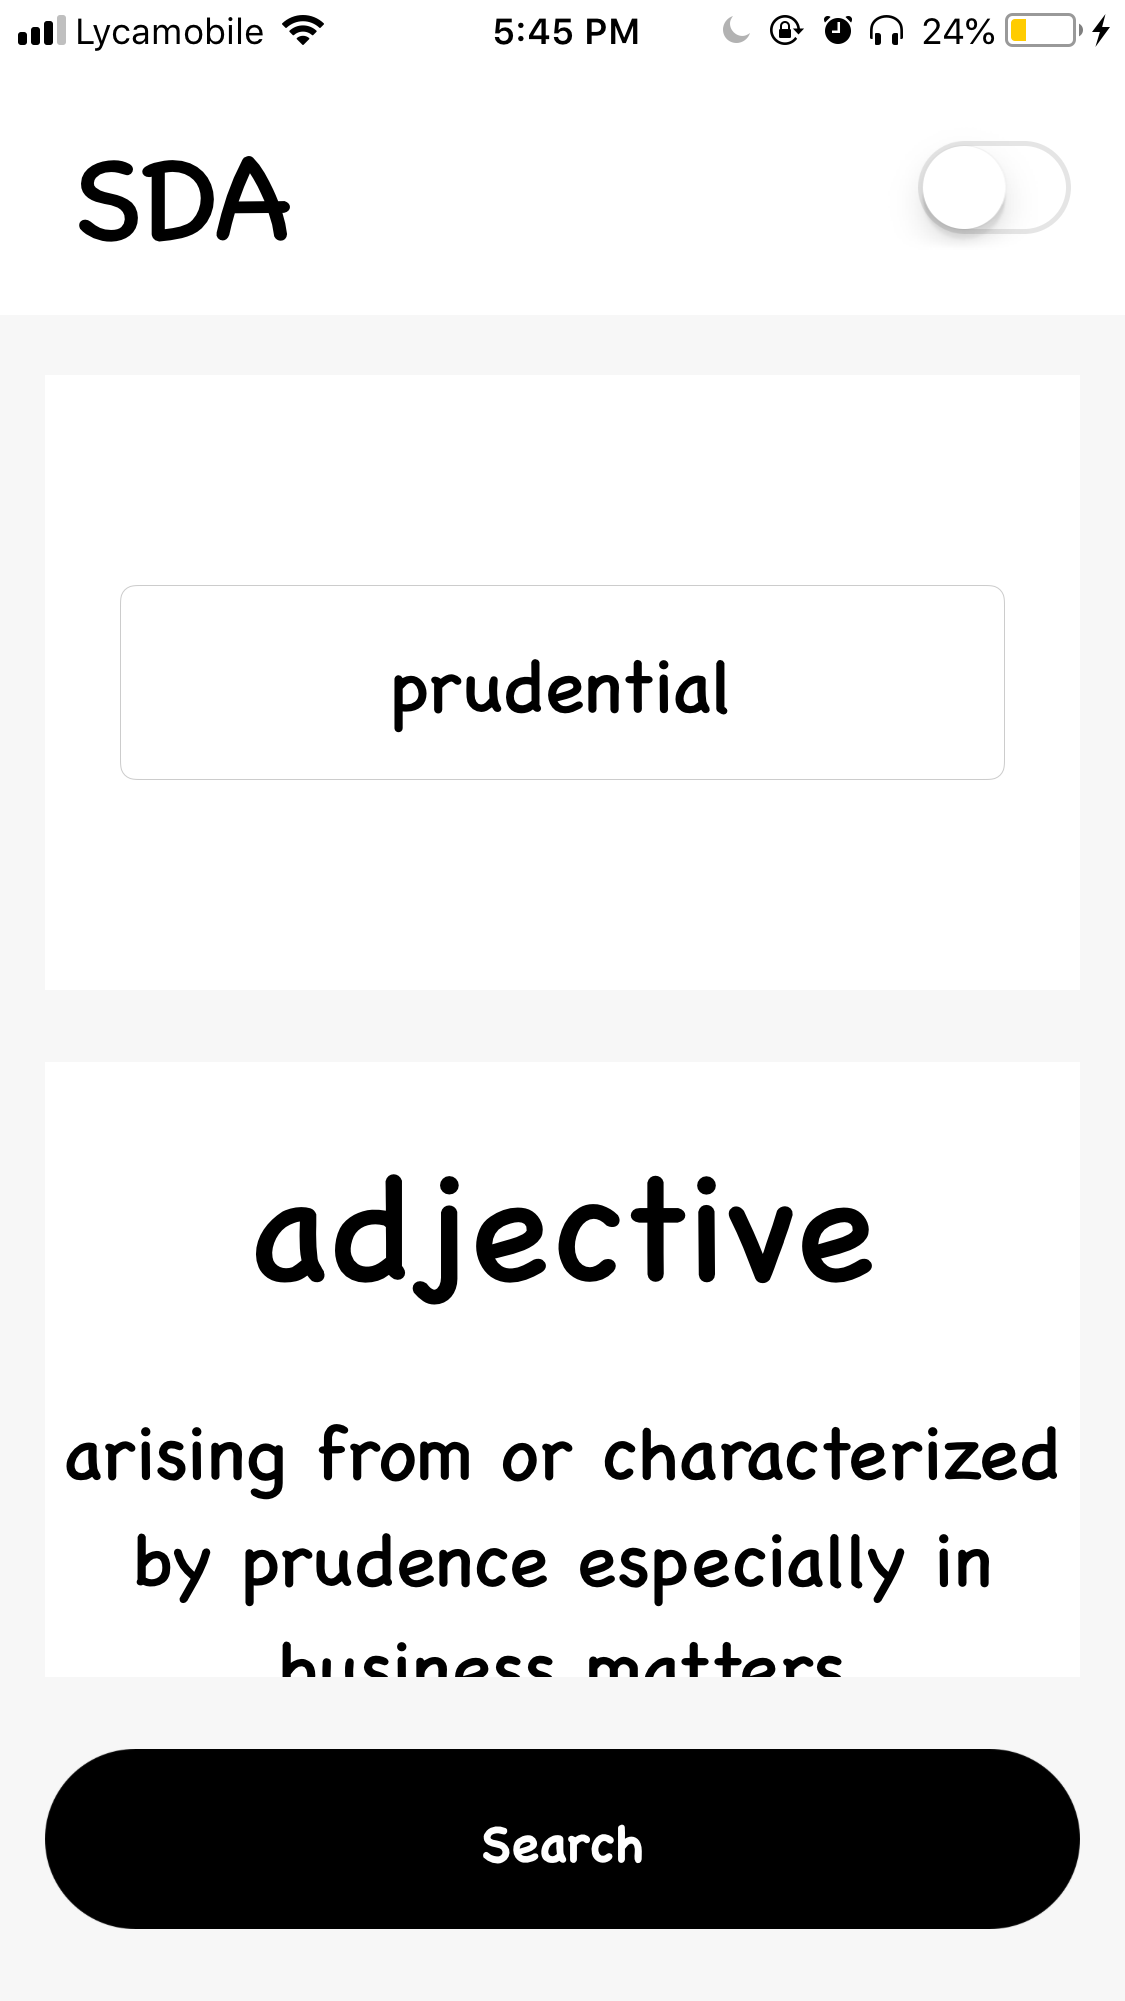 Lycamobile 5:45 PM 24%
SDA
prudential
adjective
arising from or characterized
by prudence especially in
business matters
Search